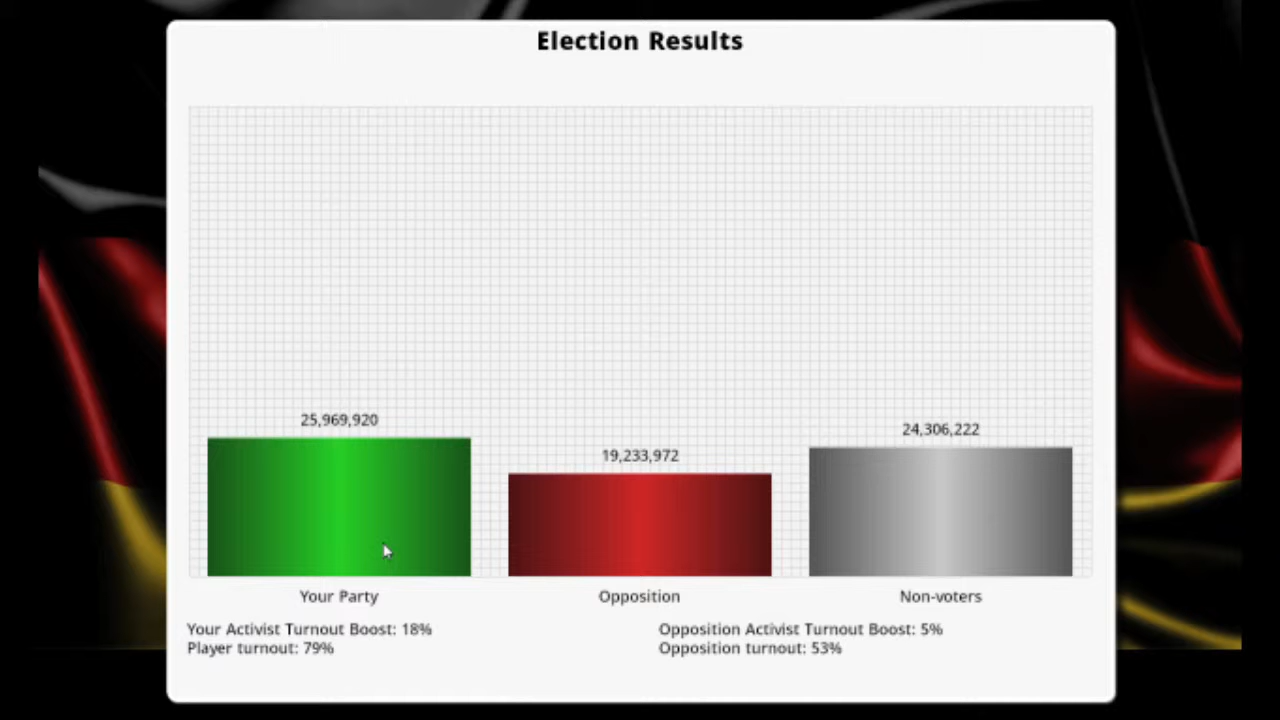 Election Results
25,969,920
19,233,972
24,306,222
Your Party
Opposition
Non-voters
Your Activist Turnout Boost: 18%
Player turnout: 79%
Opposition Activist Turnout Boost: 5%
Opposition turnout: 53%